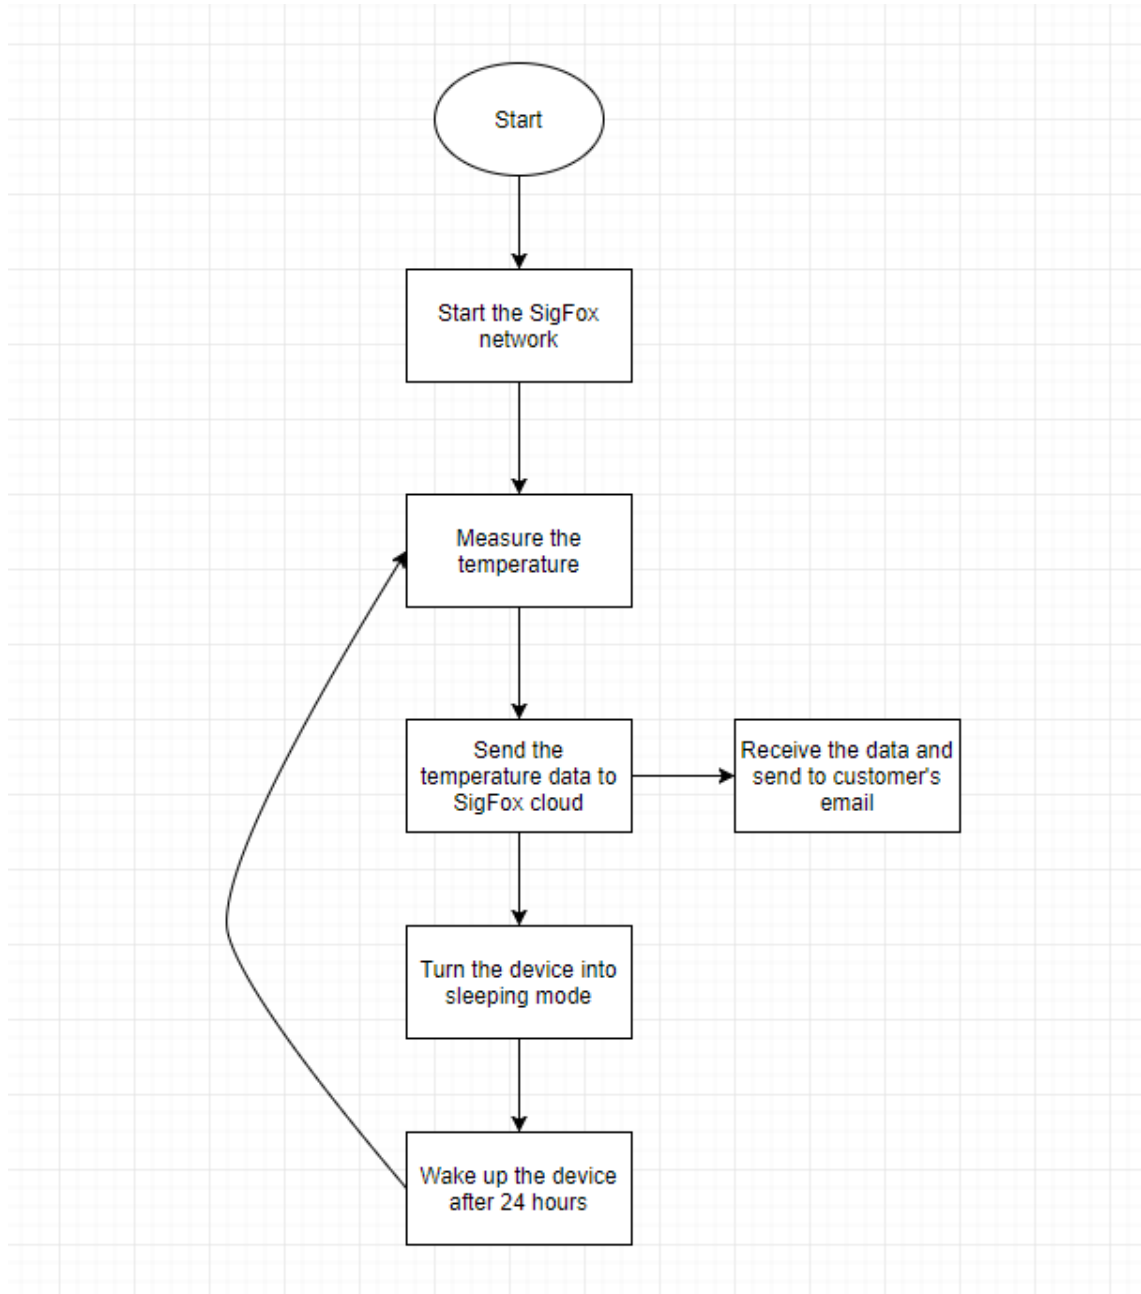 Start
Start the SigFox
network
Measure the
temperature
Send the
temperature data to
SigFox cloud
Receive the data and
send to customer's
email
Turn the device into
sleeping mode
Wake up the device
after 24 hours